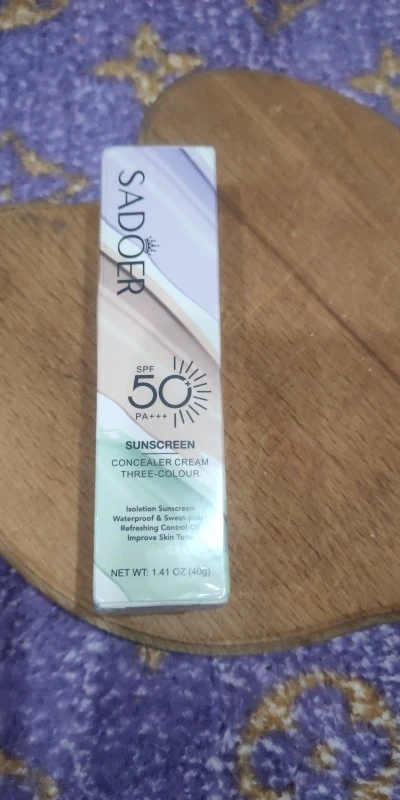 SADOER
SPF
50+
PA+++
SUNSCREEN
CONCEALER CREAM
THREE-COLOUR
Isolation Sunscreen
Waterproof & Sweat-proof
Refreshing Control Oil
Improve Skin Tone
NET WT: 1.41 OZ (40g)